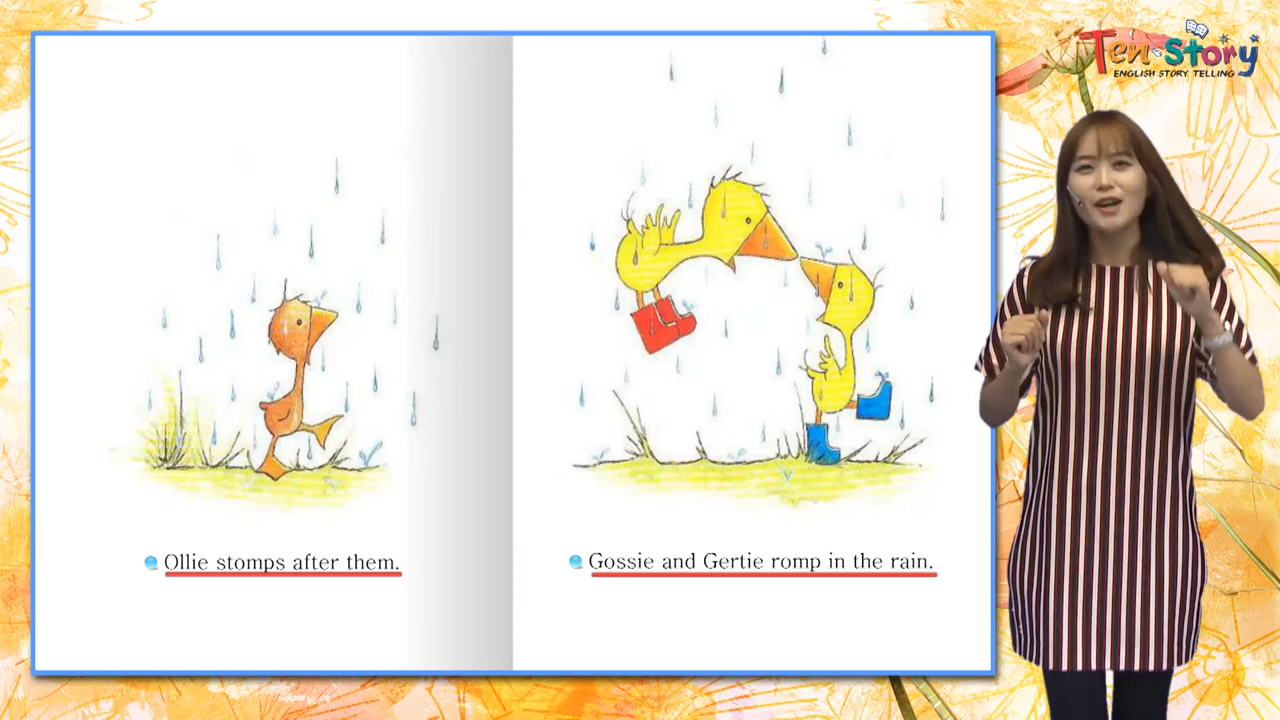 Ten Story
ENGLISH STORY TELLING
Ollie stomps after them.
Gossie and Gertie romp in the rain.